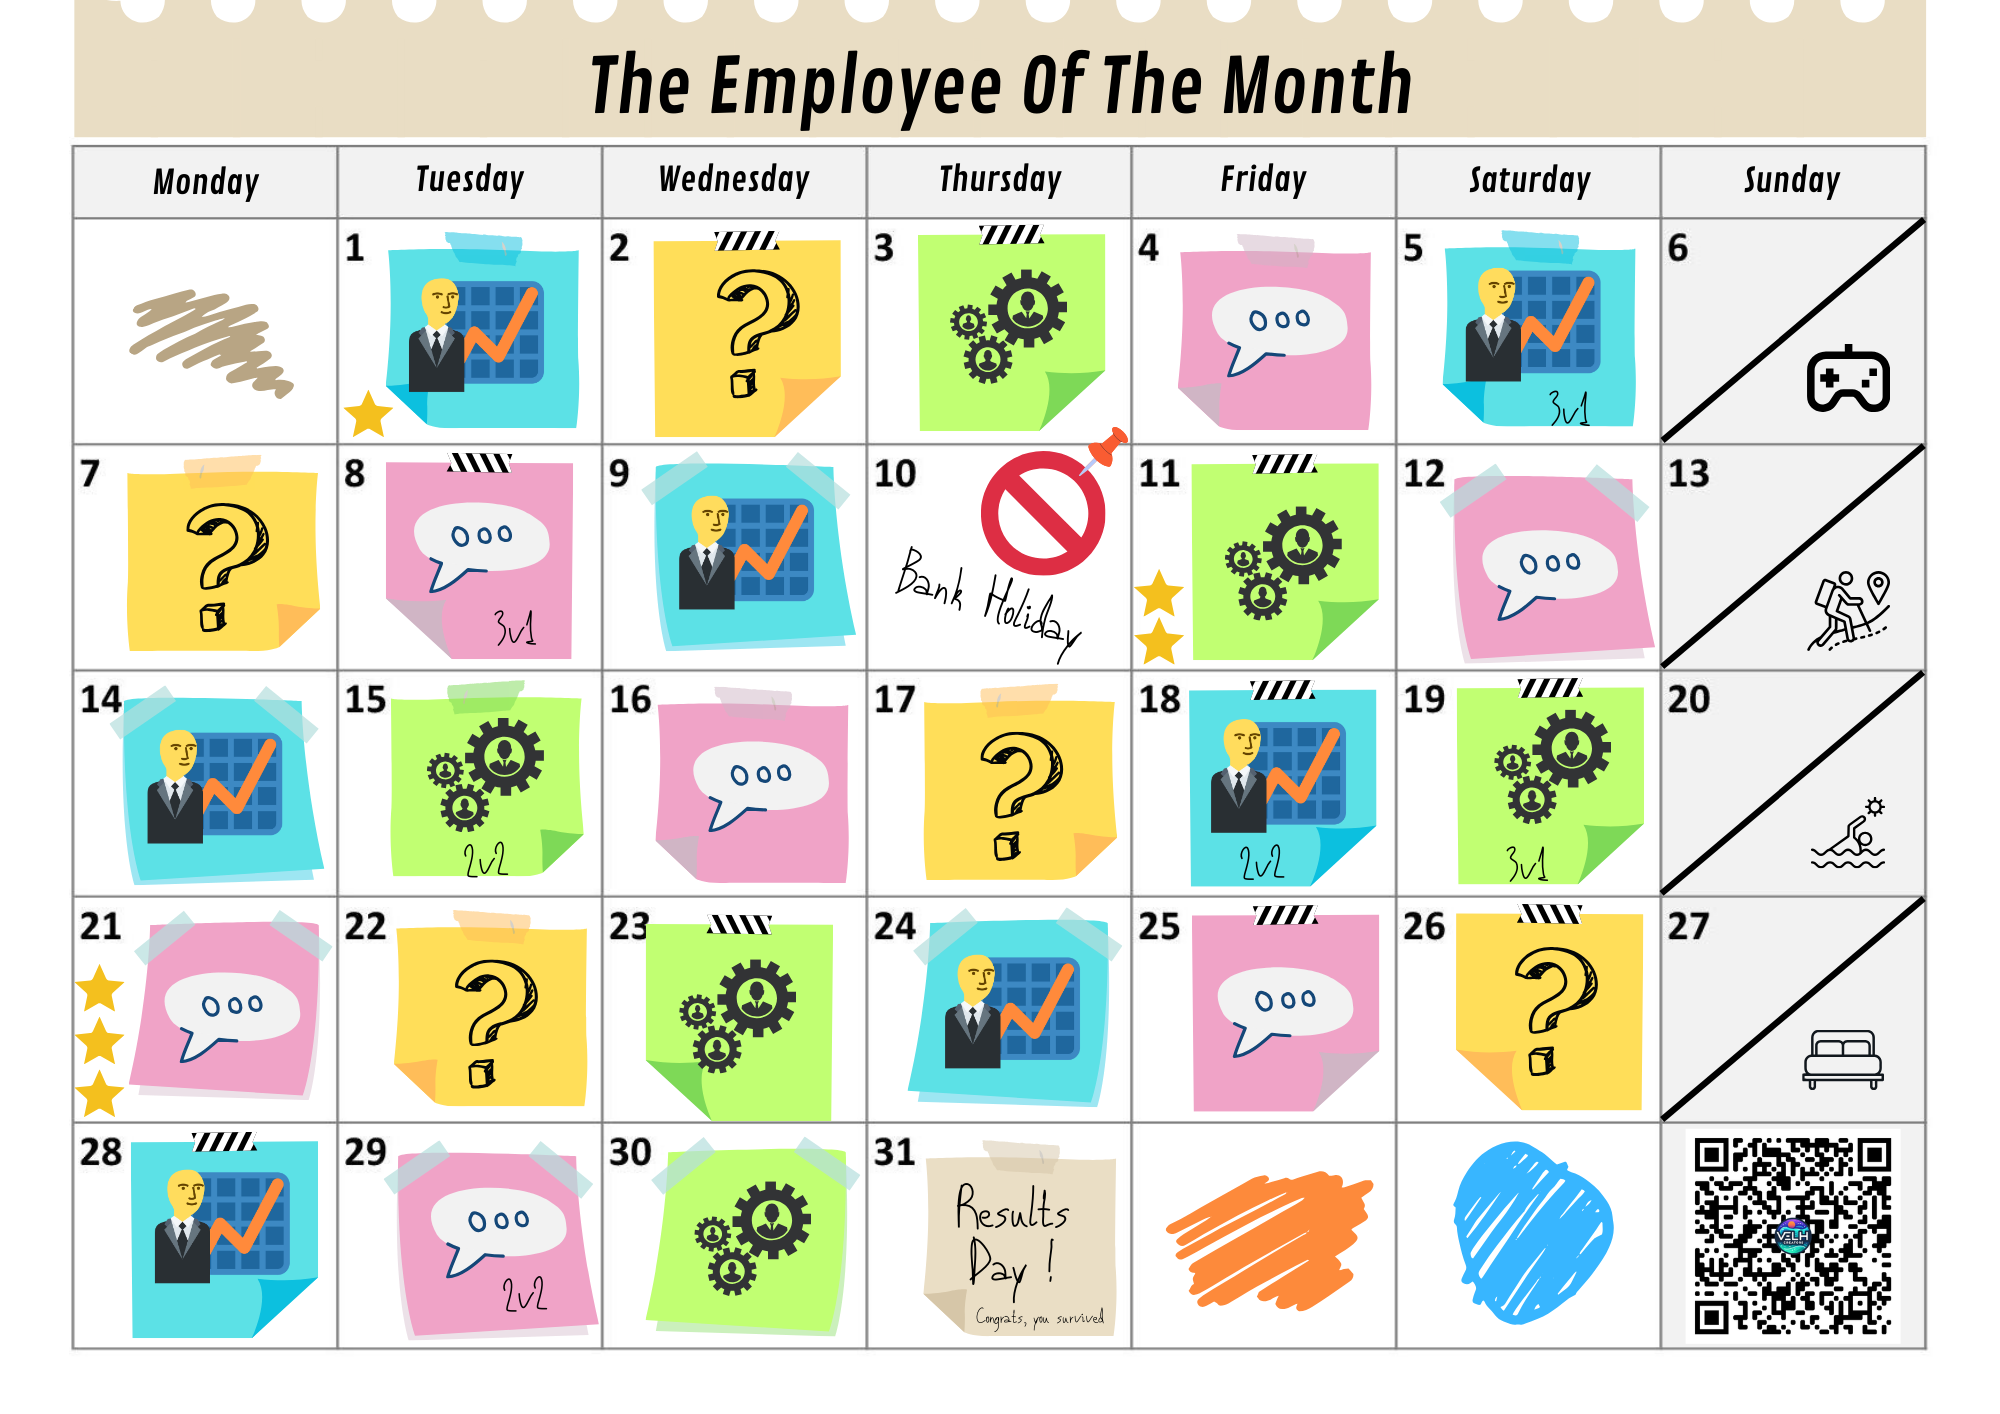 The Employee Of The Month
Monday Tuesday Wednesday Thursday Friday Saturday Sunday
1 2 3 4 5 6
3v1
7 8 9 10 11 12 13
3v1
Bank Holiday
14 15 16 17 18 19 20
2v2 2v2 3v1
21 22 23 24 25 26 27
28 29 30 31
2v2
Results
Day !
Congrats, you survived
VELH